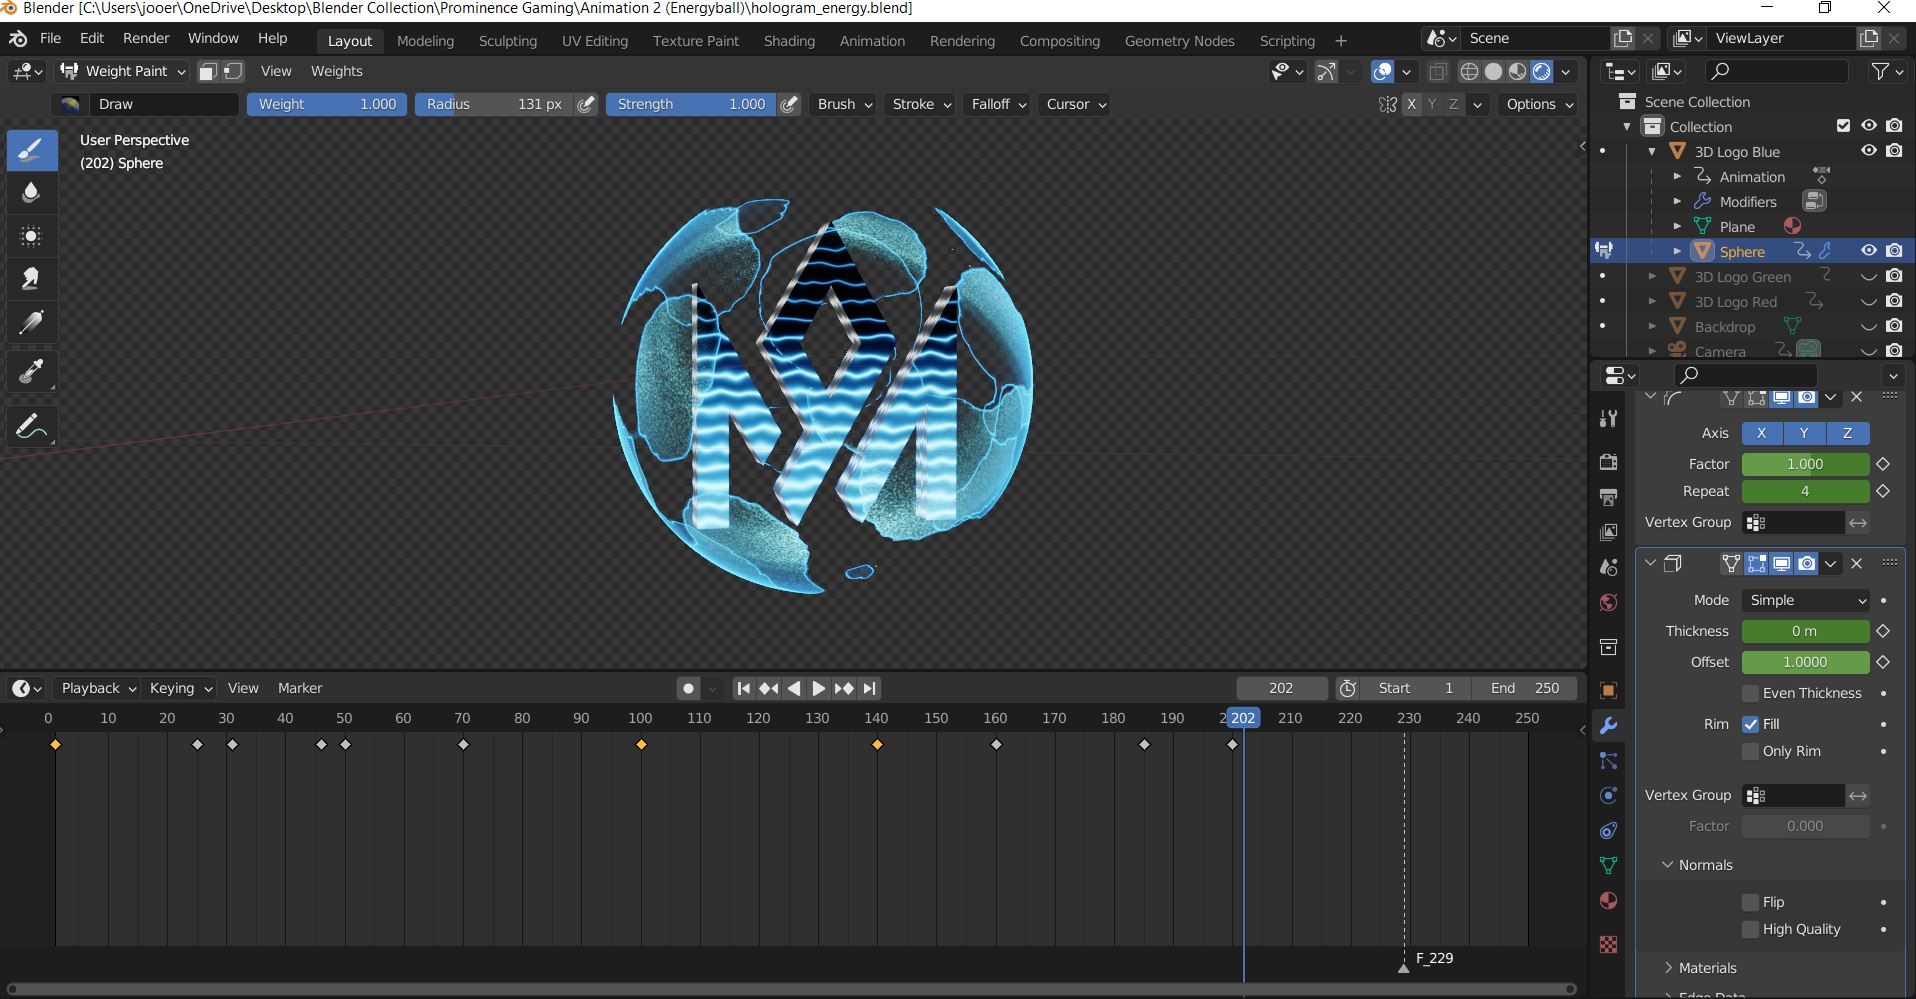 Blender [C:\Users\jooer\OneDrive\Desktop\Blender Collection\Prominence Gaming\Animation 2 (Energyball)\hologram_energy.blend]
File Edit Render Window Help Layout Modeling Sculpting UV Editing Texture Paint Shading Animation Rendering Compositing Geometry Nodes Scripting + Scene ViewLayer
Weight Paint View Weights
Draw Weight 1.000 Radius 131 px Strength 1.000 Brush Stroke Falloff Cursor X Y Z Options
User Perspective
(202) Sphere
Scene Collection
Collection
3D Logo Blue
Animation
Modifiers
Plane
Sphere
3D Logo Green
3D Logo Red
Backdrop
Camera
Axis X Y Z
Factor 1.000
Repeat 4
Vertex Group
Mode Simple
Thickness 0 m
Offset 1.0000
Even Thickness
Rim Fill
Only Rim
Vertex Group
Factor 0.000
Normals
Flip
High Quality
Materials
Edge Data
Playback Keying View Marker 202 Start 1 End 250
0 10 20 30 40 50 60 70 80 90 100 110 120 130 140 150 160 170 180 190 202 210 220 230 240 250
F_229